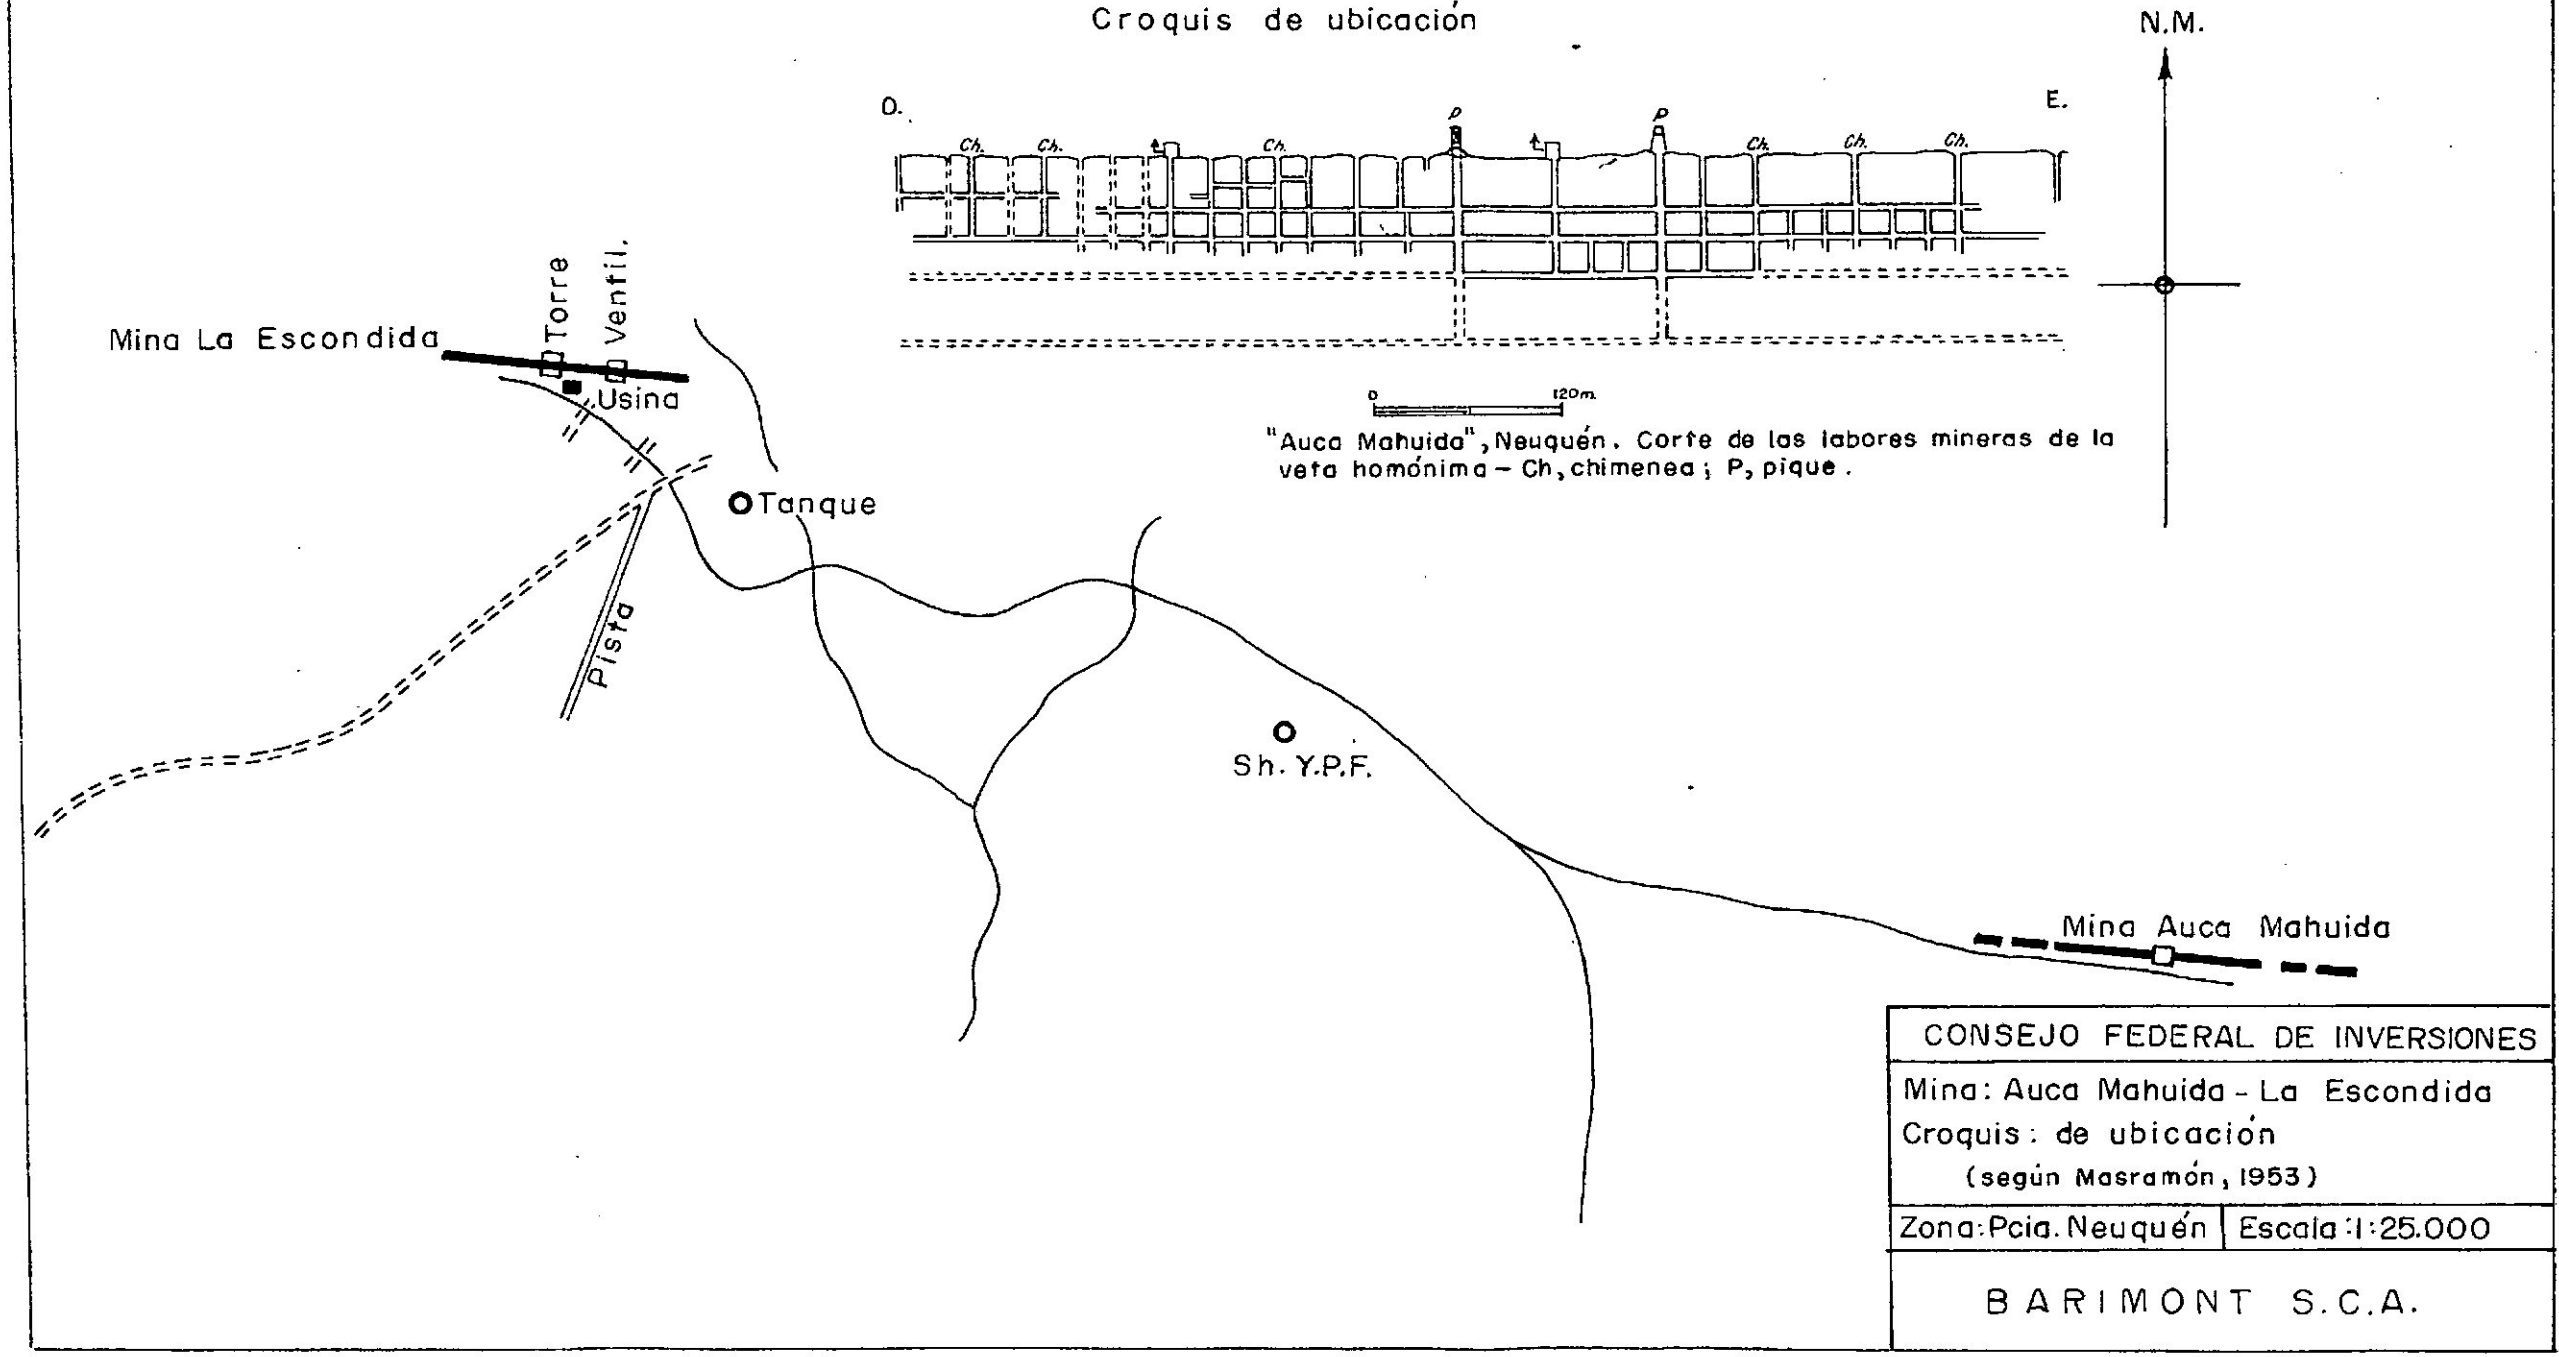 Croquis de ubicación
N.M.
O.
E.
P
P
Ch.
Ch.
Ch.
Ch.
Ch.
Ch.
0 120m.
"Auca Mahuida", Neuquén. Corte de las labores mineras de la
veta homónima – Ch, chimenea; P, pique.
Torre
Ventil.
Mina La Escondida
Usina
Tanque
Pista
Sh. Y.P.F.
Mina Auca Mahuida
CONSEJO FEDERAL DE INVERSIONES
Mina: Auca Mahuida - La Escondida
Croquis: de ubicación
(según Masramón, 1953)
Zona: Pcia. Neuquén Escala: 1:25.000
BARIMONT S.C.A.